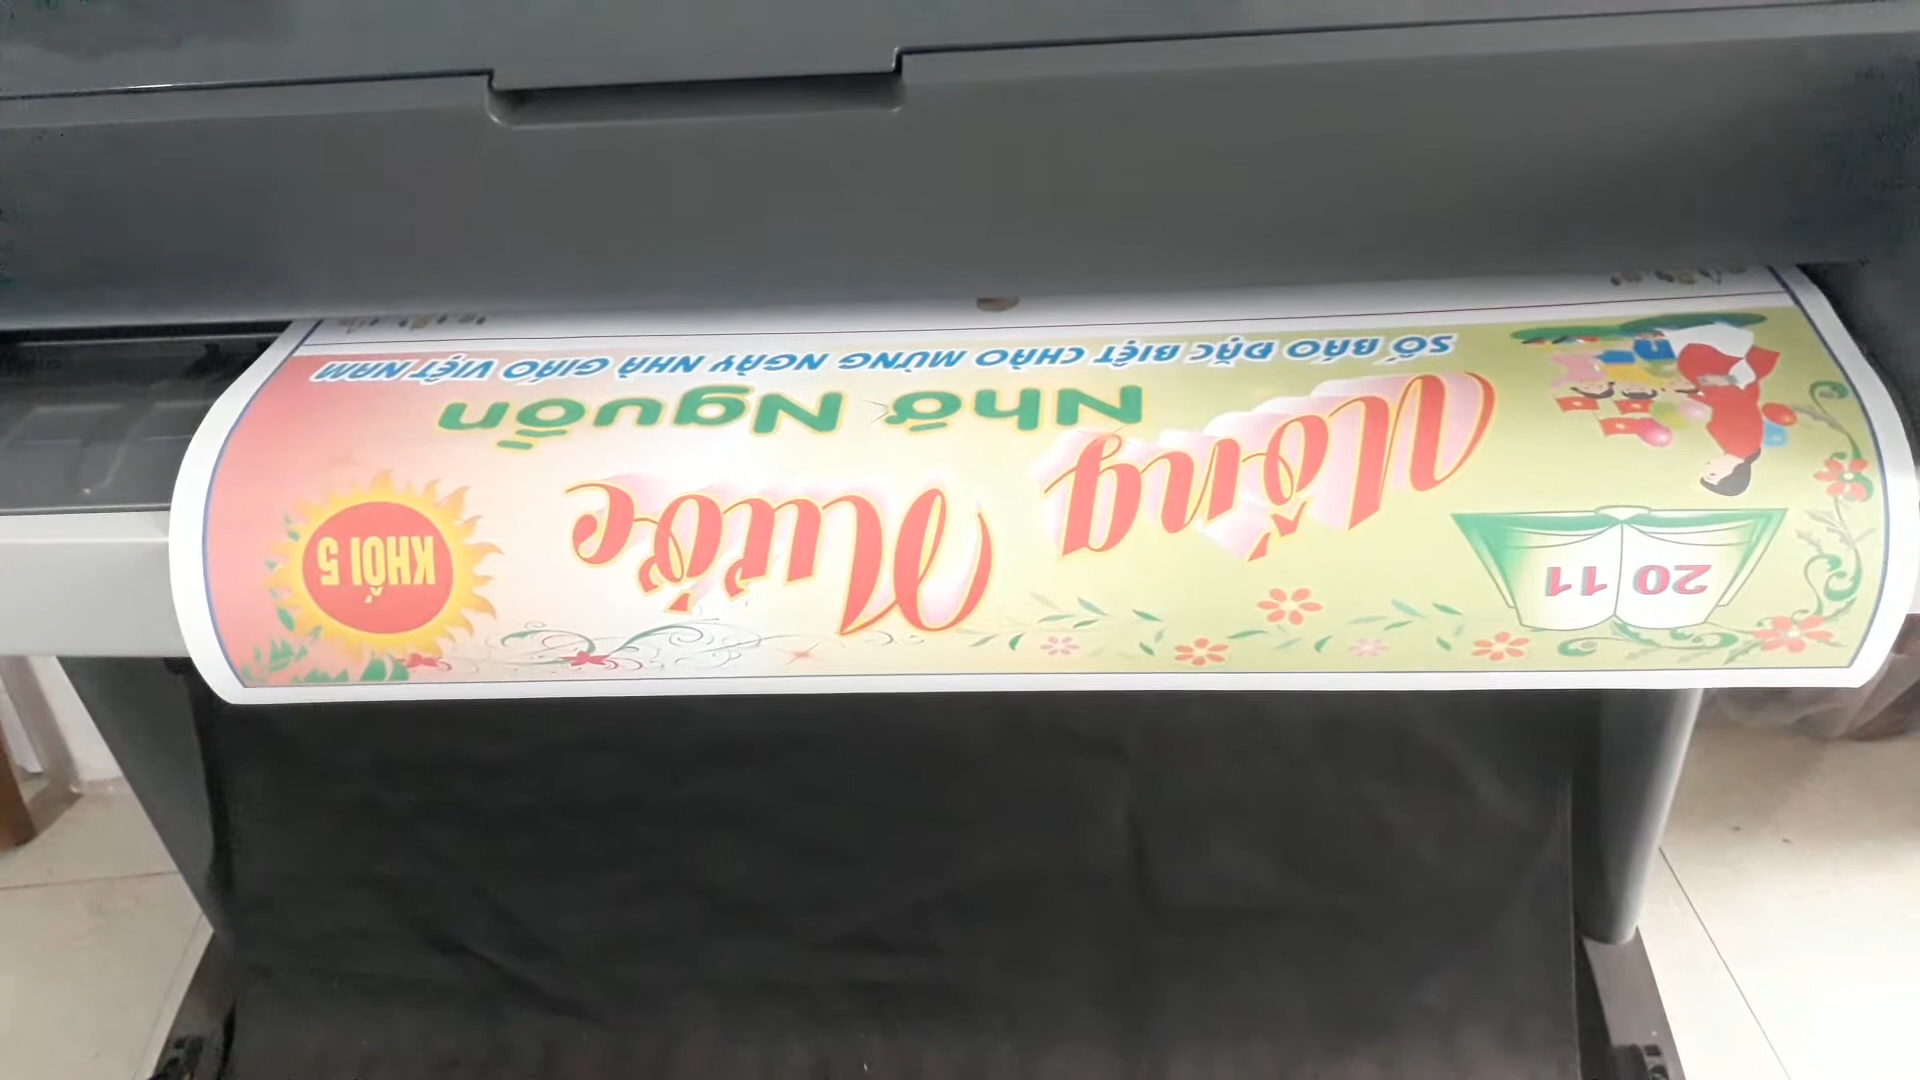 20 11
Uống Nước
KHỐI 5
Nhớ Nguồn
SỐ BÁO ĐẶC BIỆT CHÀO MỪNG NGÀY NHÀ GIÁO VIỆT NAM